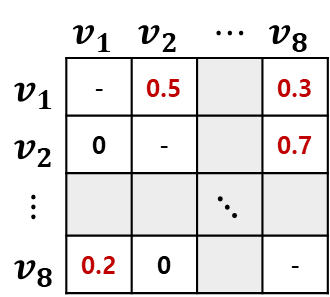 v₁ v₂ ⋯ v₈
v₁ - 0.5 0.3
v₂ 0 - 0.7
⋮ ⋱
v₈ 0.2 0 -